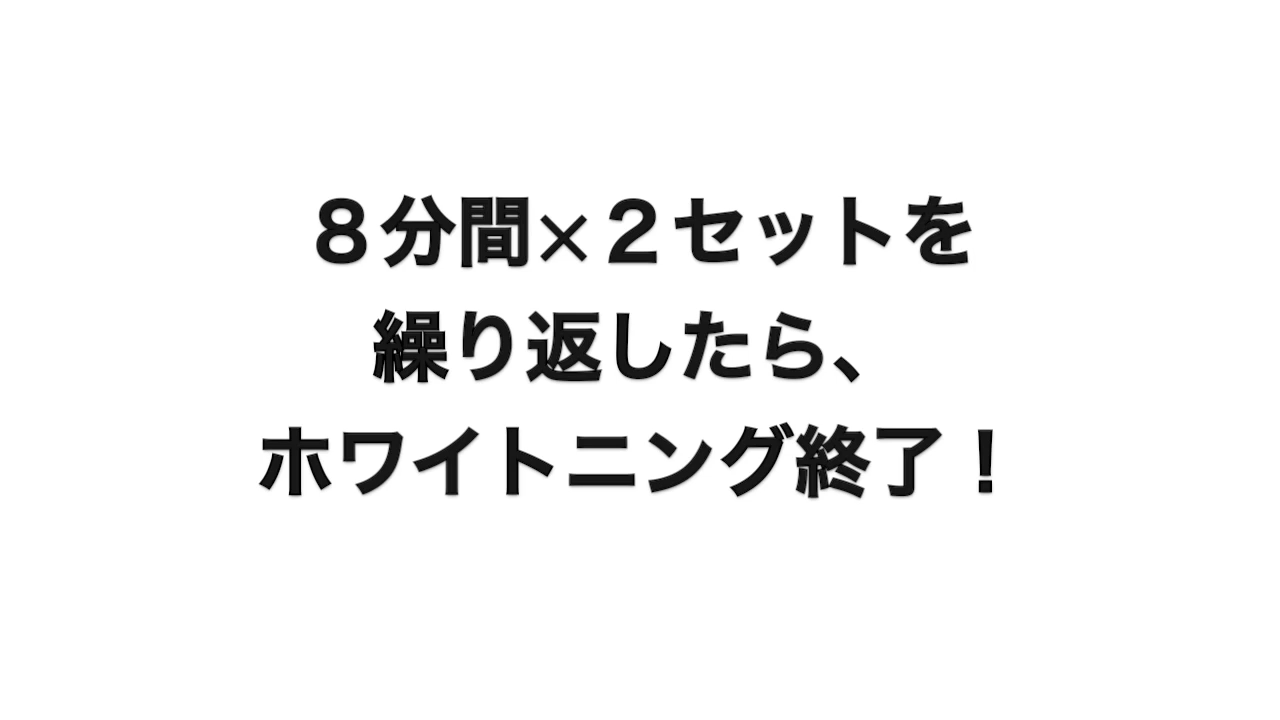 ８分間×２セットを
繰り返したら、
ホワイトニング終了！